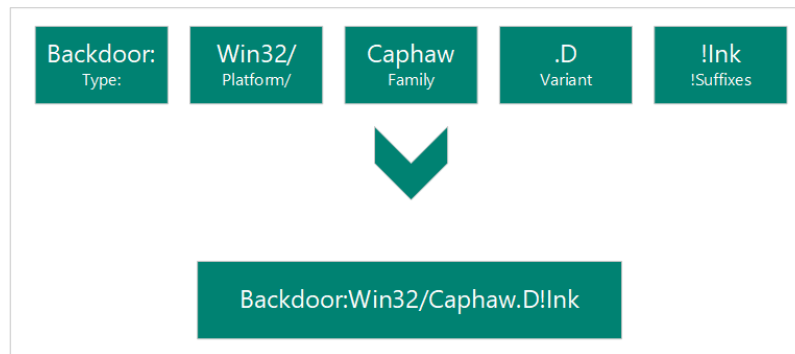 Backdoor:
Type:
Win32/
Platform/
Caphaw
Family
.D
Variant
!lnk
!Suffixes
Backdoor:Win32/Caphaw.D!lnk